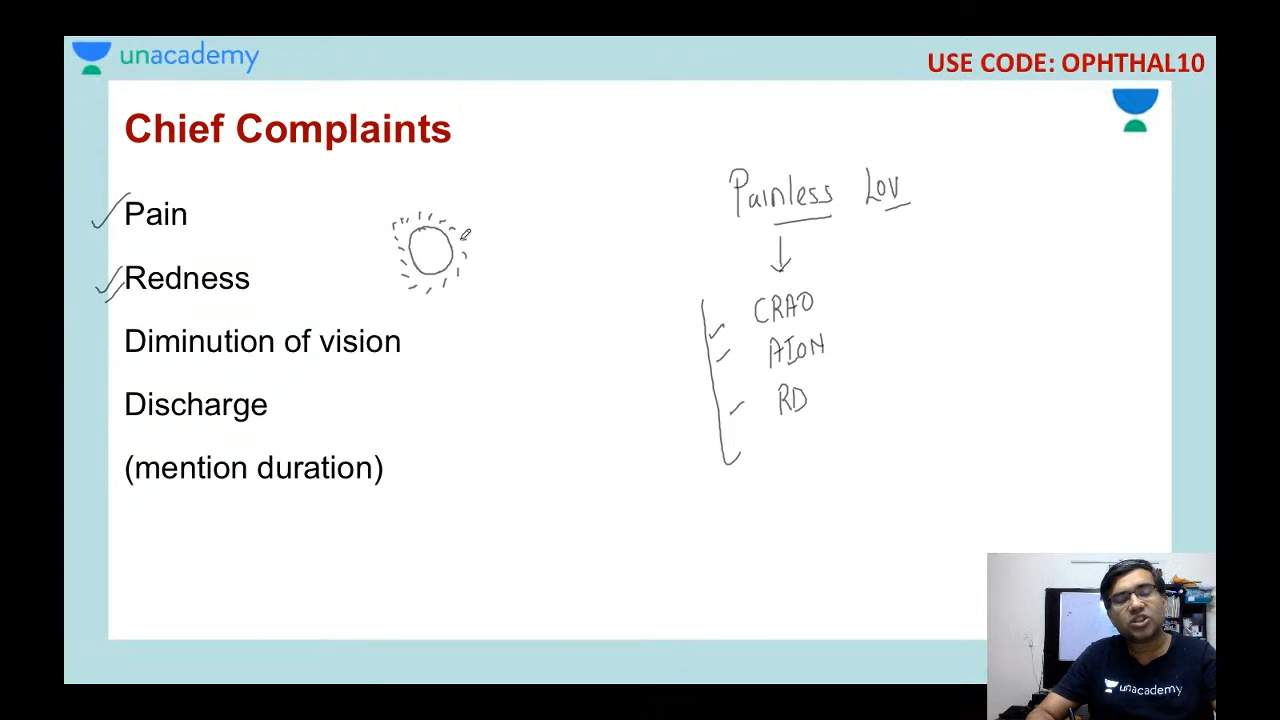 unacademy
USE CODE: OPHTHAL10
Chief Complaints
Pain
Redness
Diminution of vision
Discharge
(mention duration)
Painless Lov
CRAO
AION
RD
unacademy